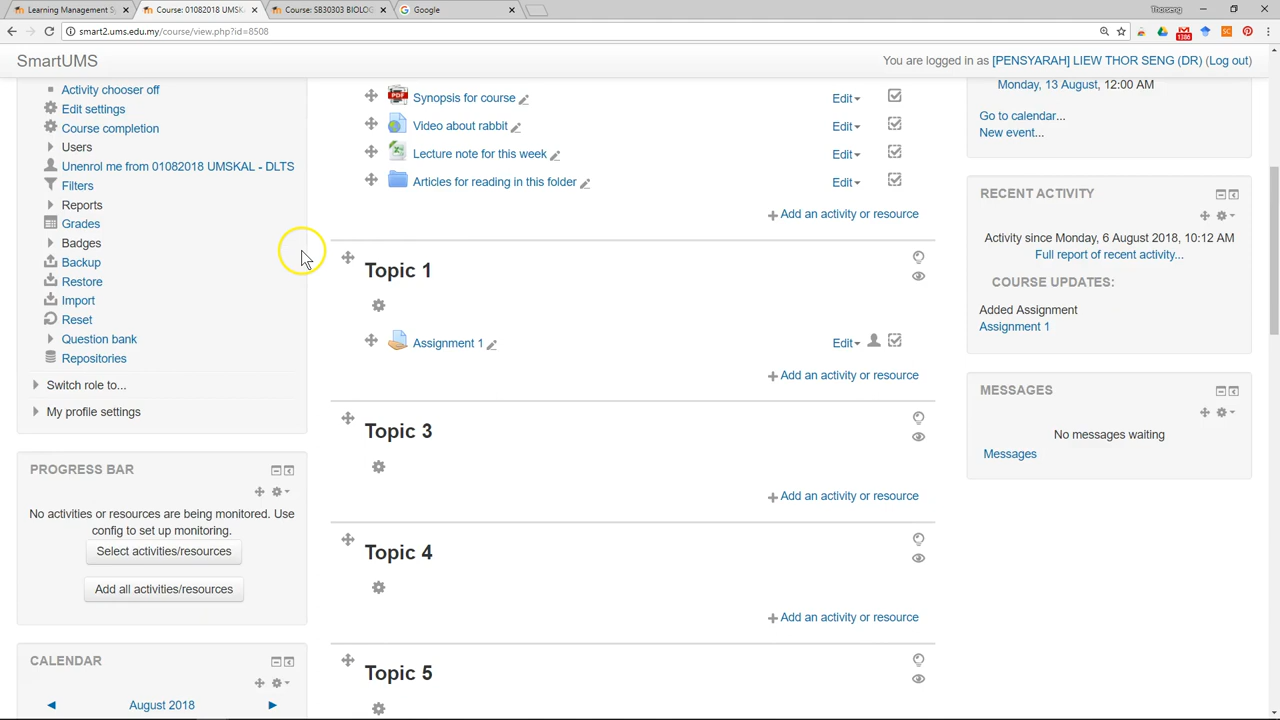 Learning Management Sy
Course: 01082018 UMSKA
Course: SB30303 BIOLOG
Google
Thorseng
smart2.ums.edu.my/course/view.php?id=8508
1386
SC
SmartUMS
You are logged in as [PENSYARAH] LIEW THOR SENG (DR) (Log out)
Activity chooser off
Edit settings
Course completion
Users
Unenrol me from 01082018 UMSKAL - DLTS
Filters
Reports
Grades
Badges
Backup
Restore
Import
Reset
Question bank
Repositories
Switch role to...
My profile settings
PROGRESS BAR
No activities or resources are being monitored. Use
config to set up monitoring.
Select activities/resources
Add all activities/resources
CALENDAR
August 2018
PDF
Synopsis for course
Edit
Video about rabbit
Edit
Lecture note for this week
Edit
Articles for reading in this folder
Edit
Add an activity or resource
Topic 1
Assignment 1
Edit
Add an activity or resource
Topic 3
Add an activity or resource
Topic 4
Add an activity or resource
Topic 5
Monday, 13 August, 12:00 AM
Go to calendar...
New event...
RECENT ACTIVITY
Activity since Monday, 6 August 2018, 10:12 AM
Full report of recent activity...
COURSE UPDATES:
Added Assignment
Assignment 1
MESSAGES
No messages waiting
Messages